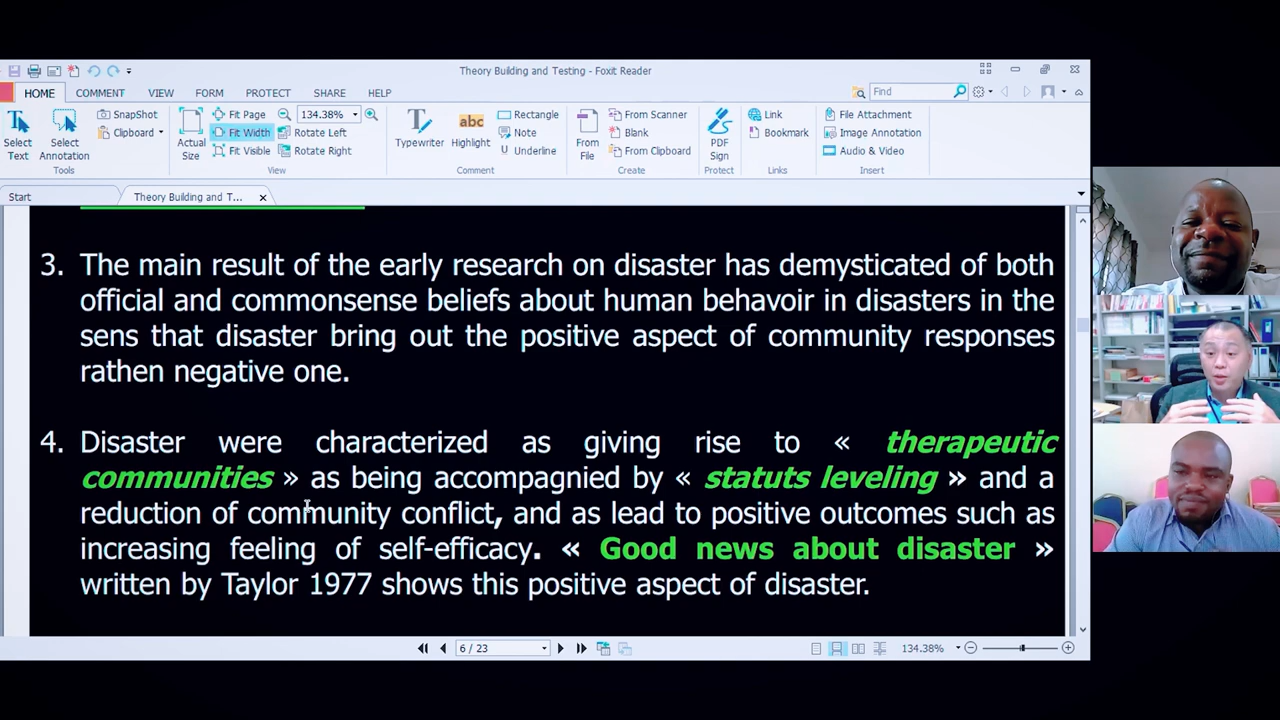 Theory Building and Testing - Foxit Reader
HOME COMMENT VIEW FORM PROTECT SHARE HELP Find
SnapShot Fit Page 134.38% Rectangle From Scanner Link File Attachment
Clipboard Fit Width Rotate Left Note Blank Bookmark Image Annotation
Select Text Select Annotation Actual Size Fit Visible Rotate Right Typewriter abc Highlight Underline From File From Clipboard PDF Sign Audio & Video
Tools View Comment Create Protect Links Insert
Start Theory Building and T...
3. The main result of the early research on disaster has demysticated of both
official and commonsense beliefs about human behavoir in disasters in the
sens that disaster bring out the positive aspect of community responses
rathen negative one.
4. Disaster were characterized as giving rise to « therapeutic
communities » as being accompagnied by « statuts leveling » and a
reduction of community conflict, and as lead to positive outcomes such as
increasing feeling of self-efficacy. « Good news about disaster »
written by Taylor 1977 shows this positive aspect of disaster.
6 / 23 134.38%